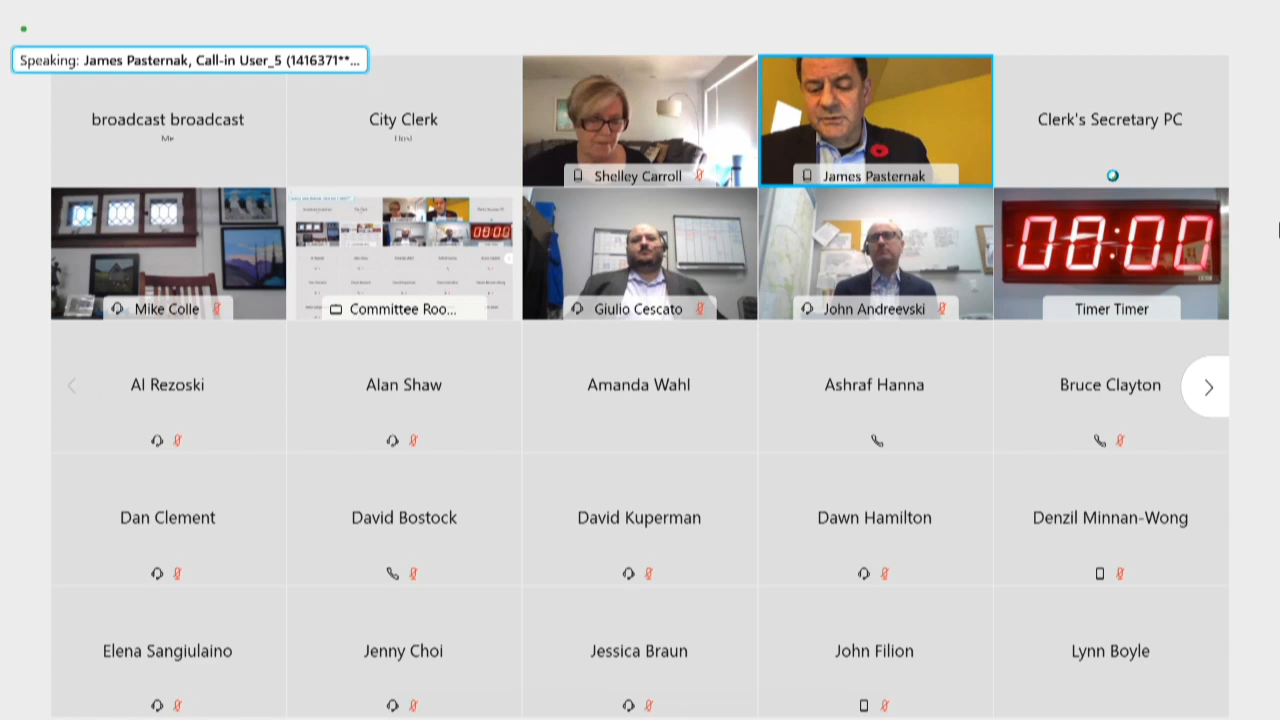 Speaking: James Pasternak, Call-in User_5 (1416371**...
broadcast broadcast
Me
City Clerk
Host
Shelley Carroll
James Pasternak
Clerk's Secretary PC
Mike Colle
Committee Roo...
Giulio Cescato
John Andreevski
08:00
Timer Timer
Al Rezoski
Alan Shaw
Amanda Wahl
Ashraf Hanna
Bruce Clayton
Dan Clement
David Bostock
David Kuperman
Dawn Hamilton
Denzil Minnan-Wong
Elena Sangiulaino
Jenny Choi
Jessica Braun
John Filion
Lynn Boyle